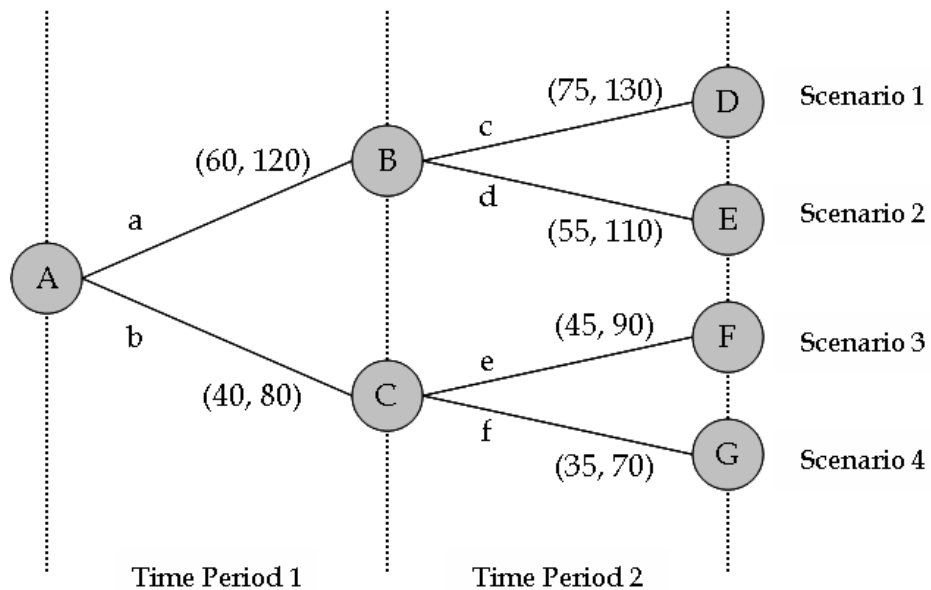 (75, 130)
D
Scenario 1
c
(60, 120)
B
d
a
E
Scenario 2
(55, 110)
A
b
(45, 90)
F
Scenario 3
e
(40, 80)
C
f
G
Scenario 4
(35, 70)
Time Period 1
Time Period 2